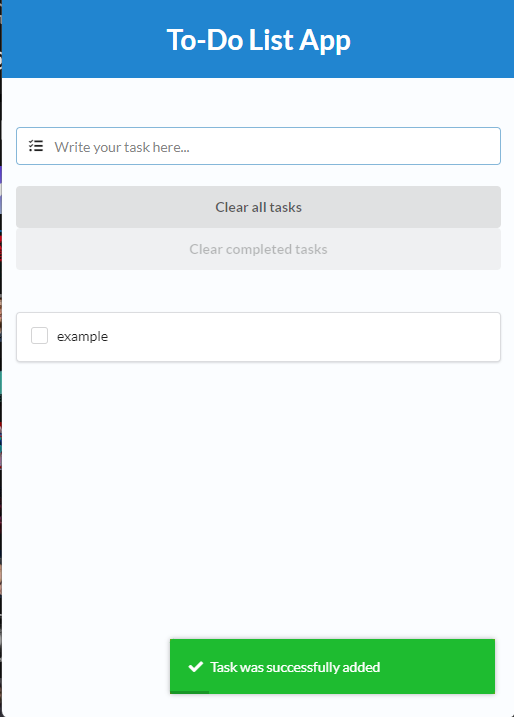 To-Do List App
Write your task here...
Clear all tasks
Clear completed tasks
example
Task was successfully added